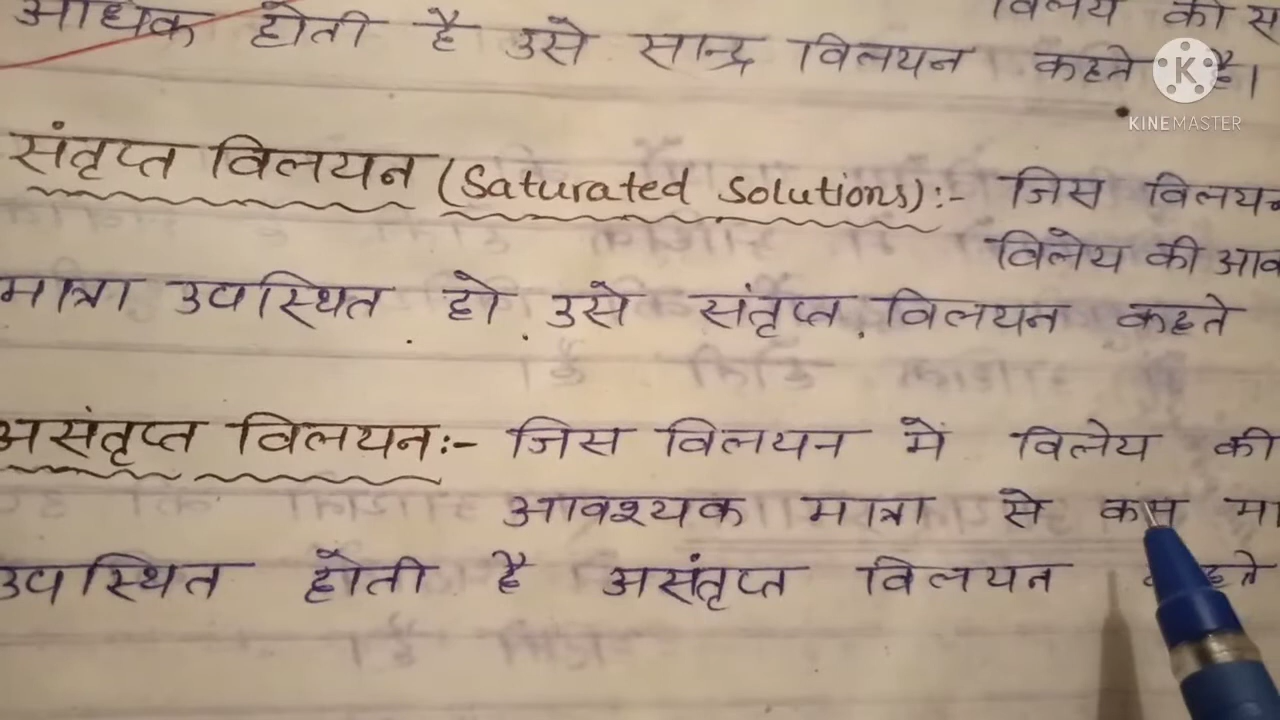 विलेय की
अधिक होती है उसे सान्द्र विलयन कहते है।
KINEMASTER
संतृप्त विलयन (Saturated Solutions):- जिस विलयन
विलेय की आव
मात्रा उपस्थित हो उसे संतृप्त विलयन कहते
असंतृप्त विलयन:- जिस विलयन में विलेय की
आवश्यक मात्रा से कम मा
उपस्थित होती है असंतृप्त विलयन कहते